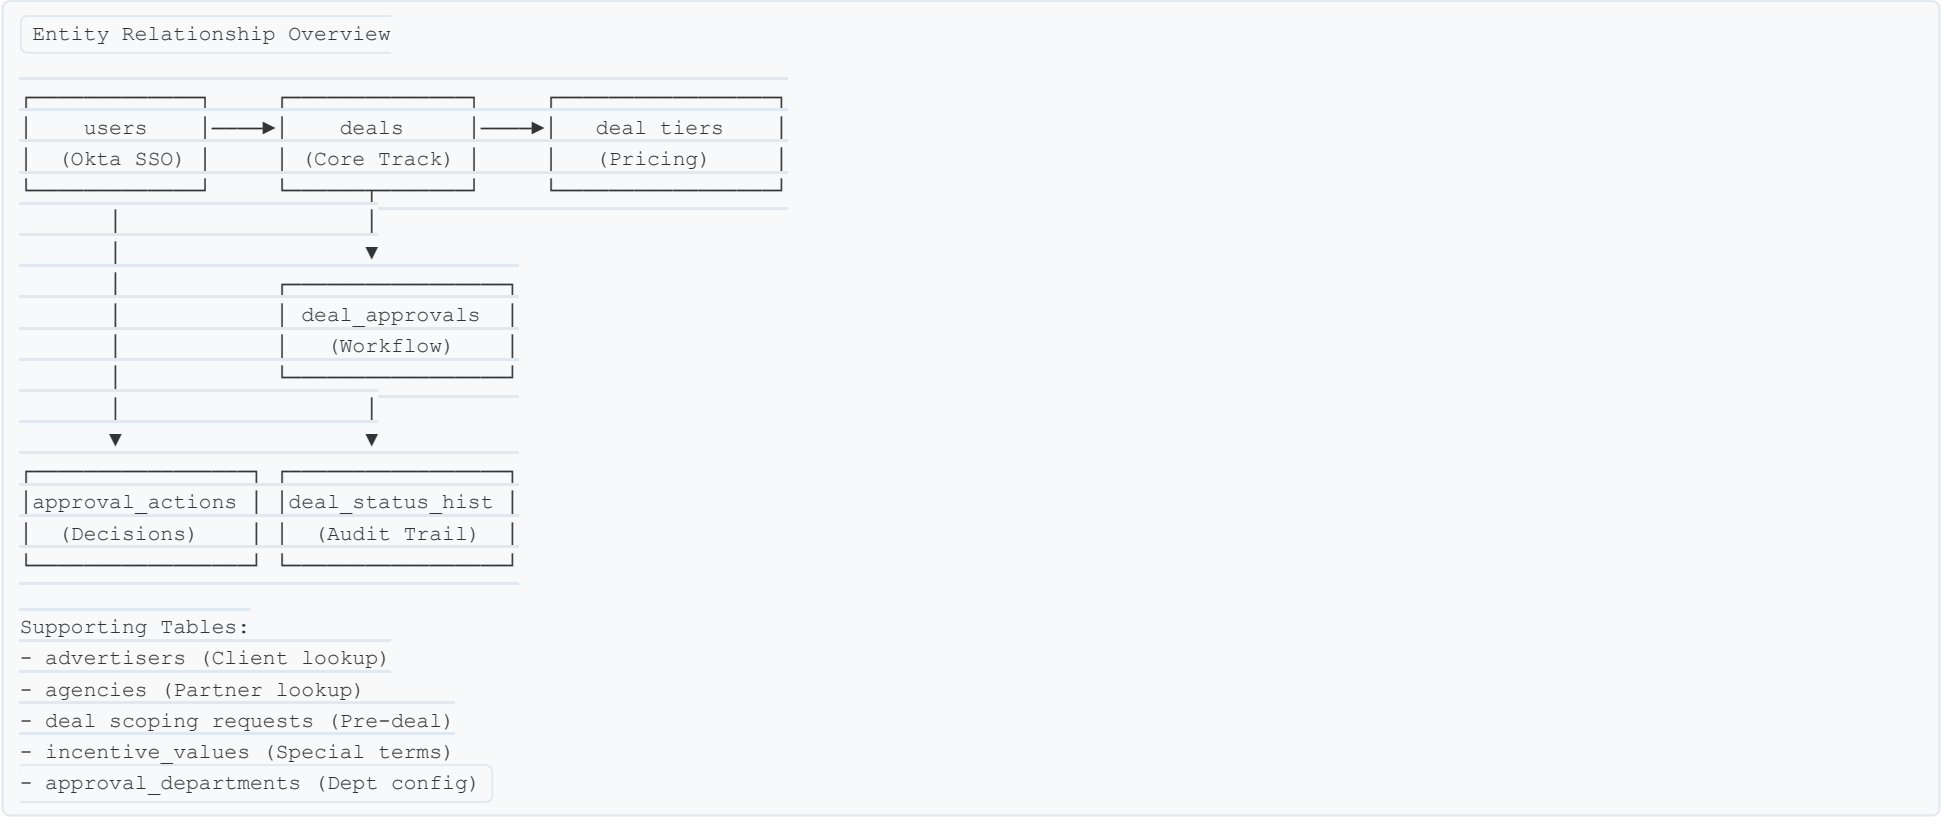 Entity Relationship Overview
users deals deal tiers
(Okta SSO) (Core Track) (Pricing)
deal_approvals
(Workflow)
approval_actions deal_status_hist
(Decisions) (Audit Trail)
Supporting Tables:
- advertisers (Client lookup)
- agencies (Partner lookup)
- deal scoping requests (Pre-deal)
- incentive_values (Special terms)
- approval_departments (Dept config)